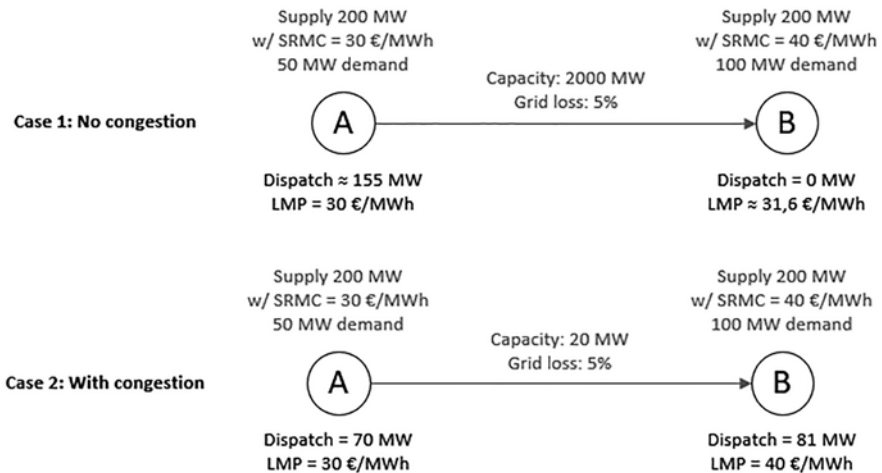 Supply 200 MW
w/ SRMC = 30 €/MWh
50 MW demand
Supply 200 MW
w/ SRMC = 40 €/MWh
100 MW demand
Capacity: 2000 MW
Grid loss: 5%
Case 1: No congestion
A
B
Dispatch ≈ 155 MW
LMP = 30 €/MWh
Dispatch = 0 MW
LMP ≈ 31,6 €/MWh
Supply 200 MW
w/ SRMC = 30 €/MWh
50 MW demand
Supply 200 MW
w/ SRMC = 40 €/MWh
100 MW demand
Capacity: 20 MW
Grid loss: 5%
Case 2: With congestion
A
B
Dispatch = 70 MW
LMP = 30 €/MWh
Dispatch = 81 MW
LMP = 40 €/MWh